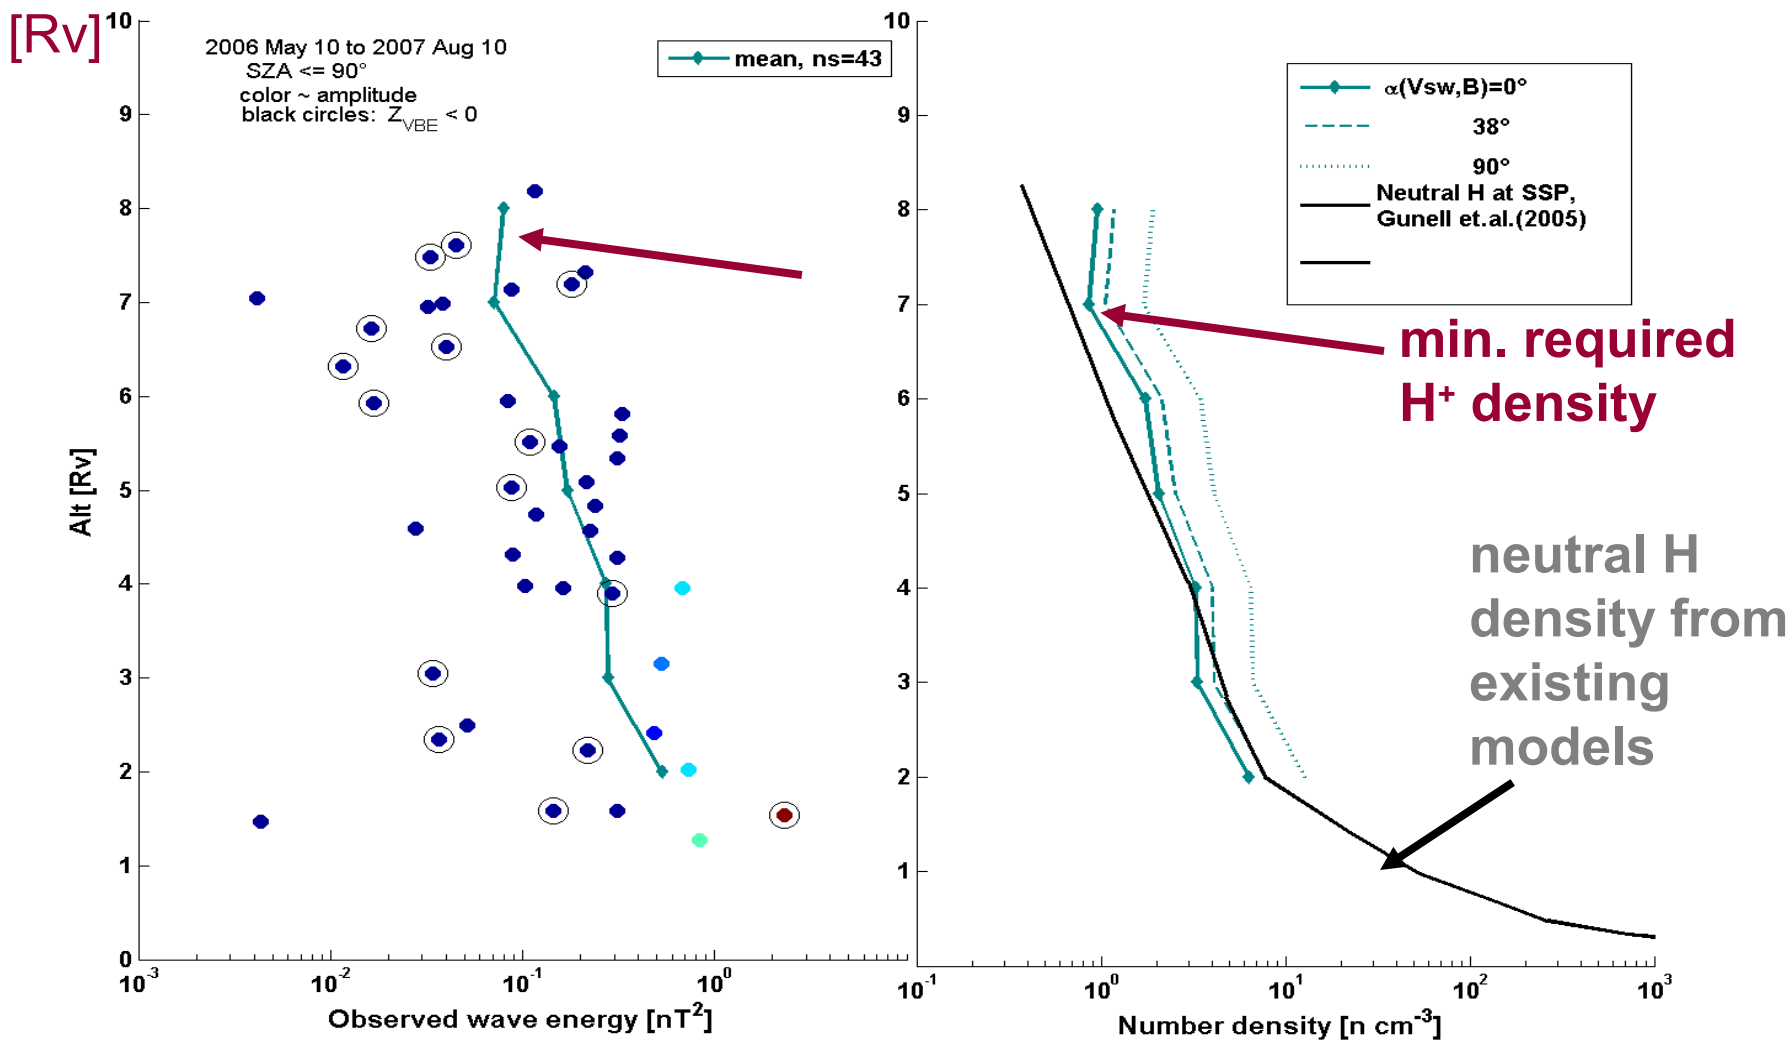 [Rv]
2006 May 10 to 2007 Aug 10
SZA <= 90°
color ~ amplitude
black circles: Z_VBE < 0
mean, ns=43
10
9
8
7
6
5
4
3
2
1
0
Alt [Rv]
10^-3
10^-2
10^-1
10^0
Observed wave energy [nT^2]
10
9
8
7
6
5
4
3
2
1
10^-1
10^0
10^1
10^2
10^3
Number density [n cm^-3]
α(Vsw,B)=0°
38°
90°
Neutral H at SSP,
Gunell et.al.(2005)
min. required
H+ density
neutral H
density from
existing
models